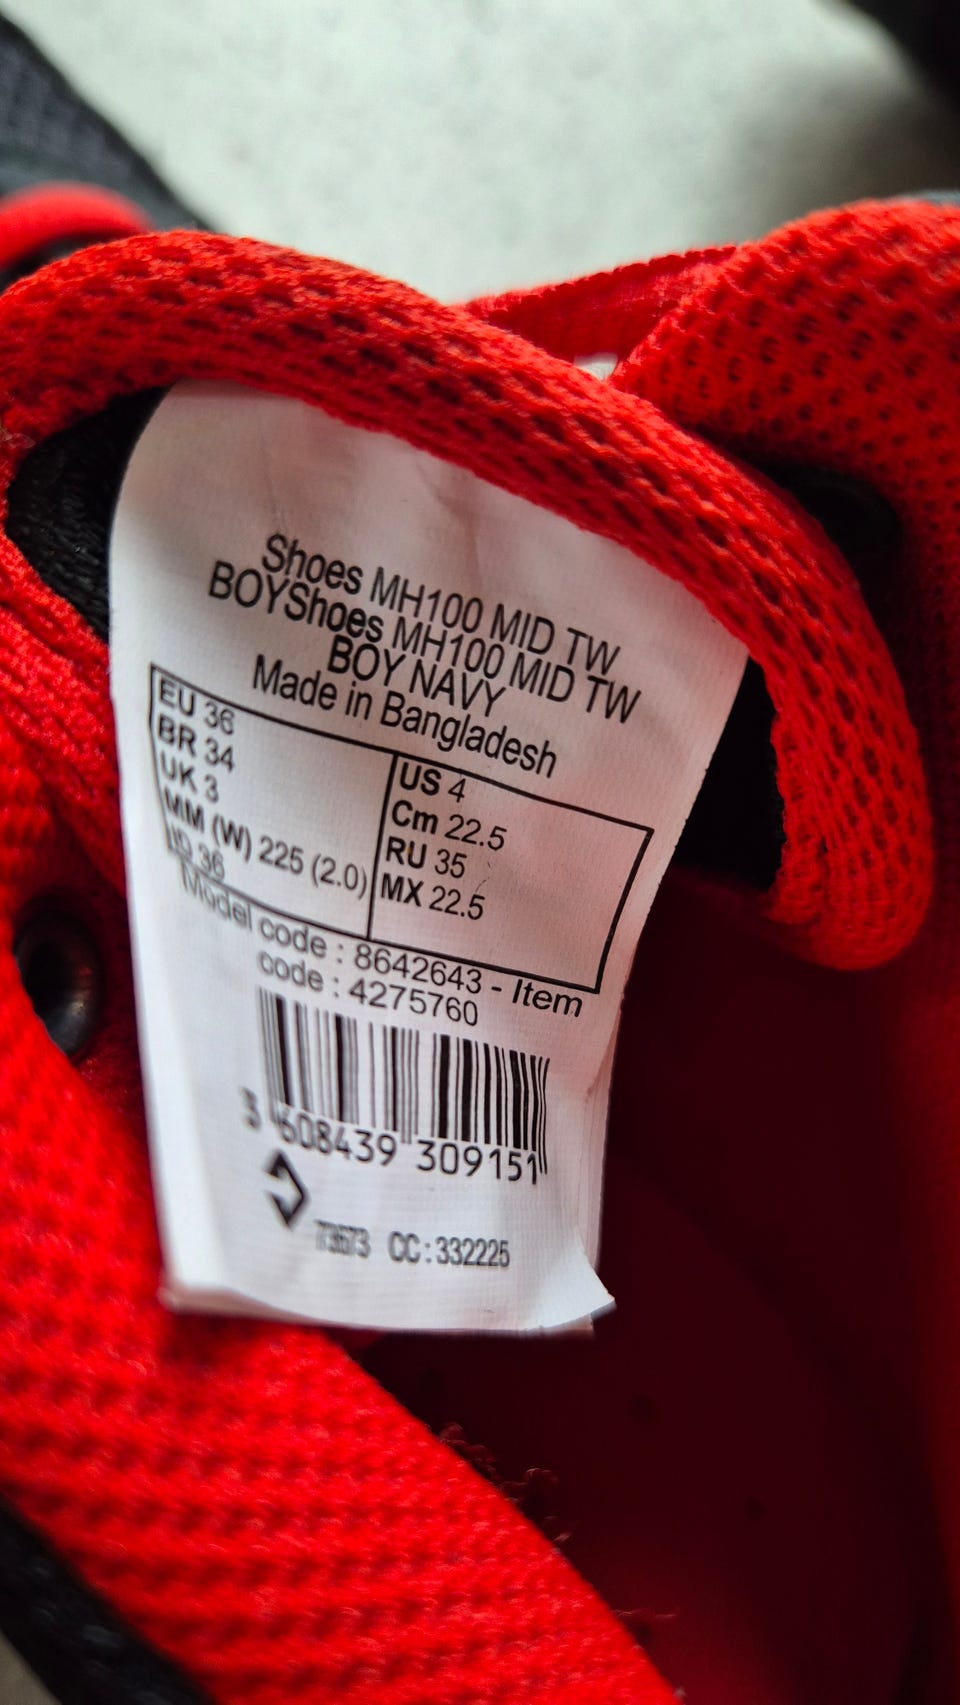 Shoes MH100 MID TW
BOYShoes MH100 MID TW
BOY NAVY
Made in Bangladesh
EU 36
BR 34
UK 3
MM (W) 225 (2.0)
36
US 4
Cm 22.5
RU 35
MX 22.5
Model code : 8642643 - Item
code : 4275760
3 608439 309151
CC:332225